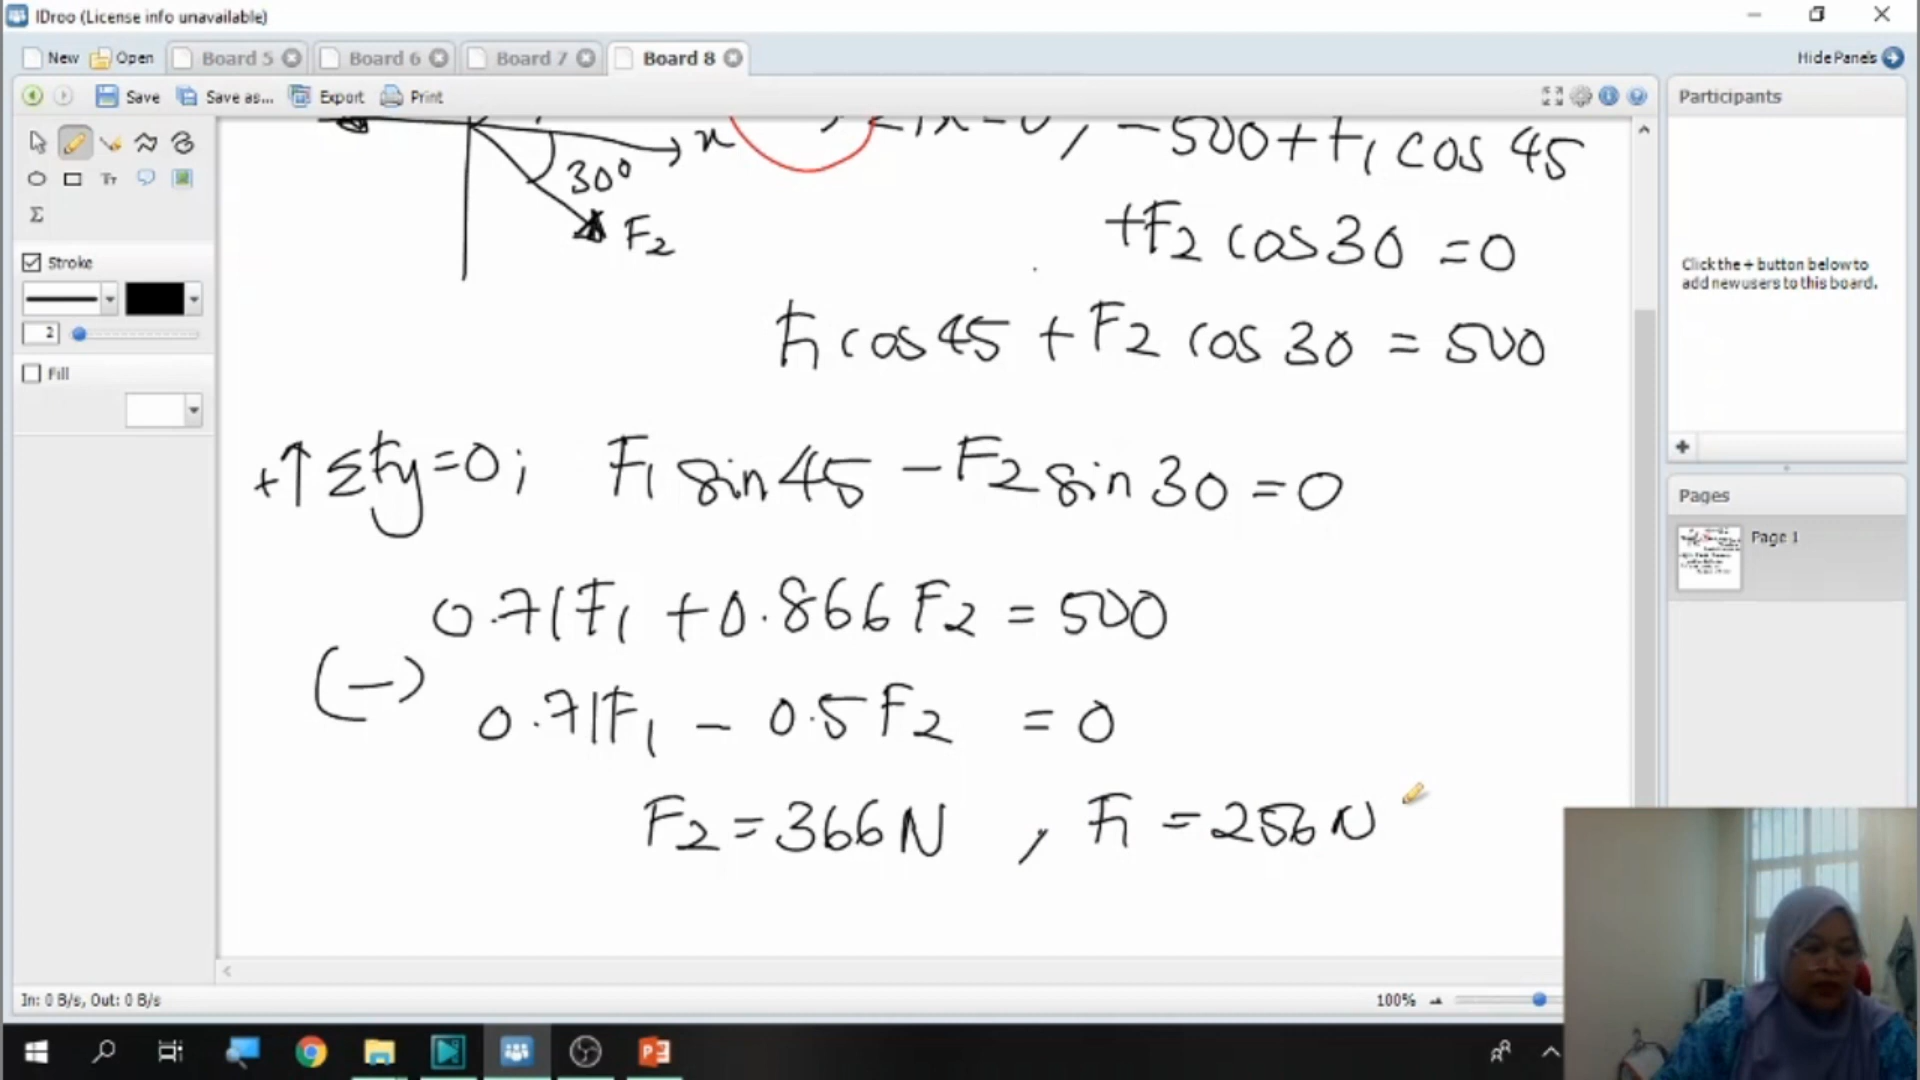 IDroo (License info unavailable)
New Open Board 5 Board 6 Board 7 Board 8 Hide Panels
Save Save as... Export Print
Participants
Click the + button below to
add new users to this board.
Pages
Page 1
Stroke
2
Fill
x
30°
F2
, -500+F1 cos 45
+F2 cos 30 = 0
F1 cos 45 + F2 cos 30 = 500
+↑ ΣFy=0; F1 sin 45 - F2 sin 30 = 0
0.71F1 + 0.866 F2 = 500
(-)
0.71F1 - 0.5 F2 = 0
F2 = 366 N , F1 = 256 N
In: 0 B/s, Out: 0 B/s
100%